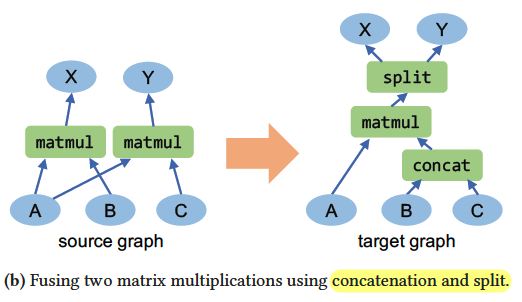 X Y
split
X Y
matmul
matmul matmul
concat
A B C
A B C
source graph
target graph
(b) Fusing two matrix multiplications using concatenation and split.